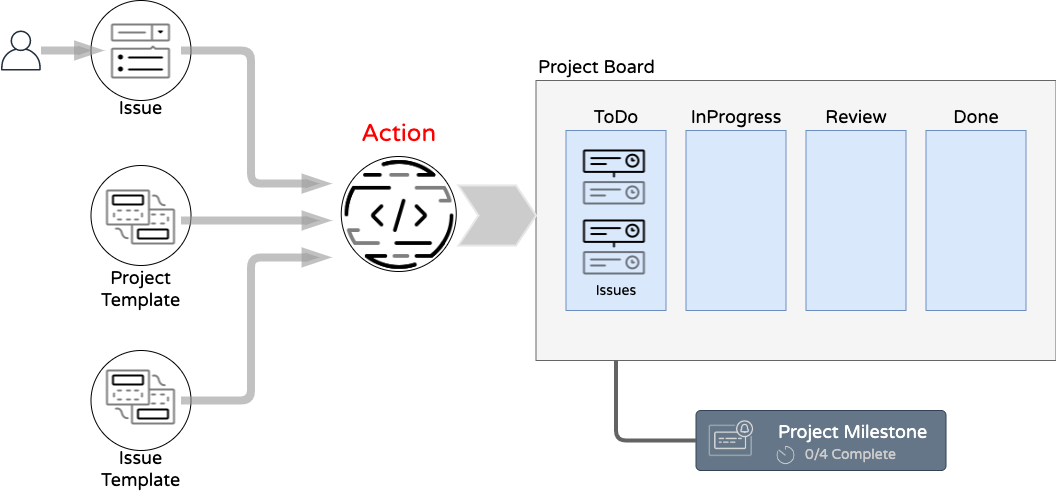 Issue
Project
Template
Issue
Template
Action
</>
Project Board
ToDo
InProgress
Review
Done
Issues
Project Milestone
0/4 Complete